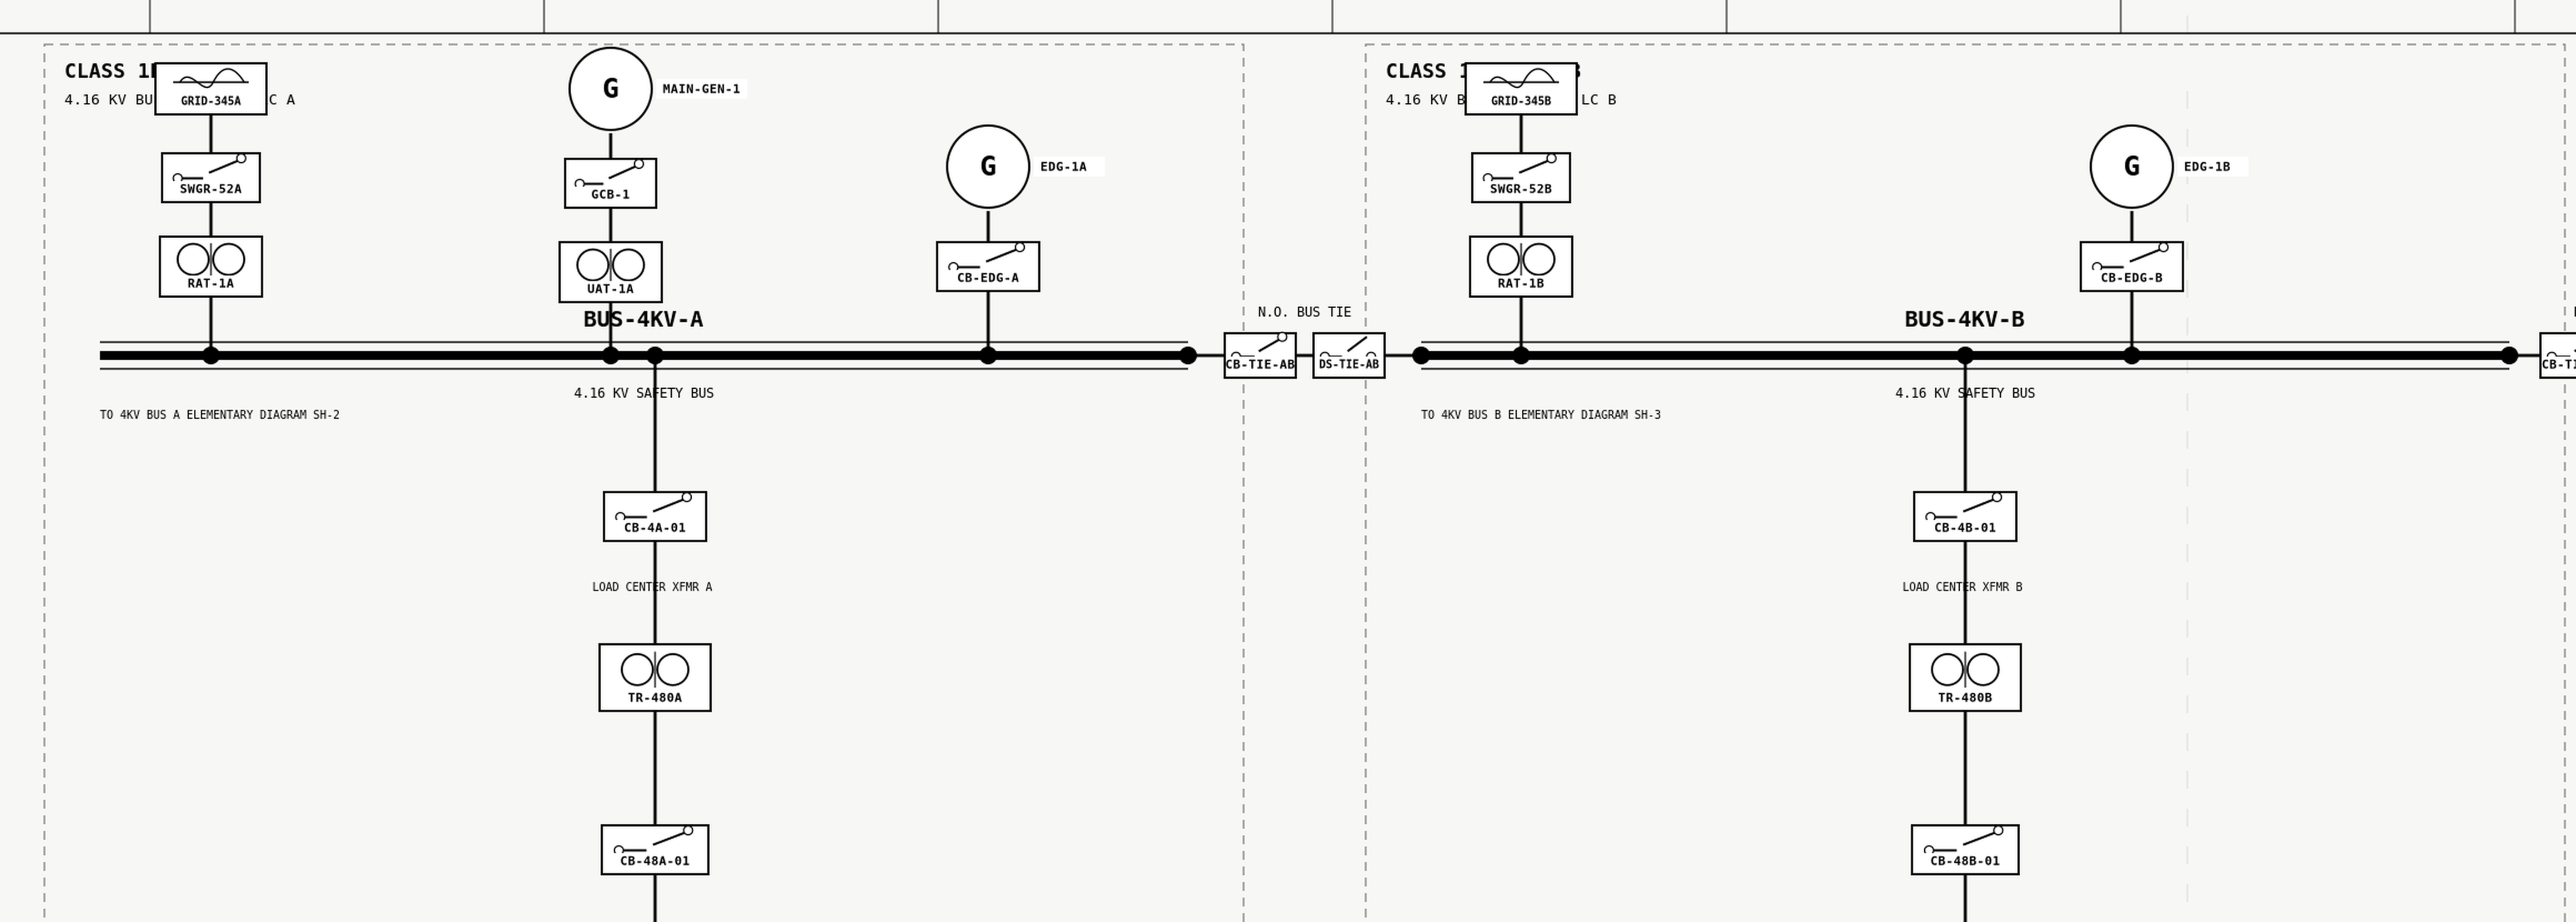 CLASS
GRID-345A
4.16 KV C A
MAIN-GEN-1
G
SWGR-52A
GCB-1
G
EDG-1A
RAT-1A
UAT-1A
CB-EDG-A
BUS-4KV-A
4.16 KV SAFETY BUS
TO 4KV BUS A ELEMENTARY DIAGRAM SH-2
CB-4A-01
LOAD CENTER XFMR A
TR-480A
CB-48A-01
N.O. BUS TIE
CB-TIE-AB
DS-TIE-AB
CLASS
GRID-345B
4.16 KV LC B
SWGR-52B
G
EDG-1B
RAT-1B
CB-EDG-B
BUS-4KV-B
4.16 KV SAFETY BUS
TO 4KV BUS B ELEMENTARY DIAGRAM SH-3
CB-4B-01
LOAD CENTER XFMR B
TR-480B
CB-48B-01